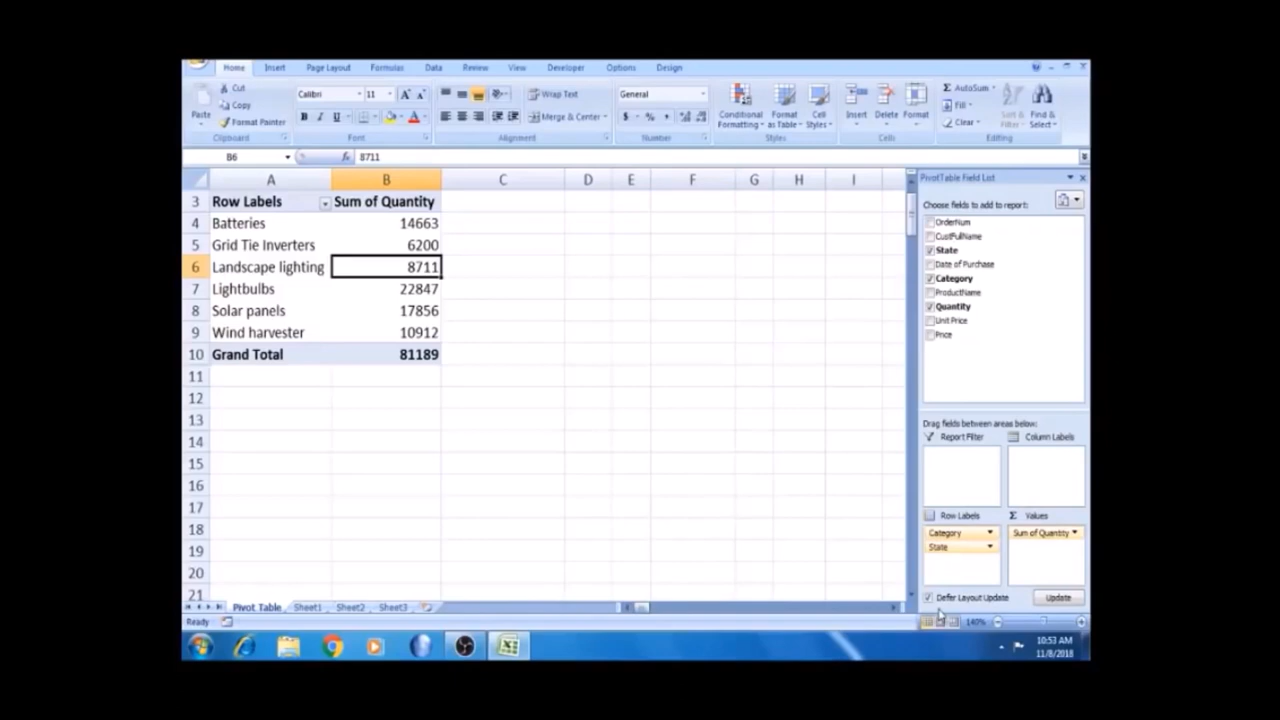 Home Insert Page Layout Formulas Data Review View Developer Options Design
Cut
Copy
Format Painter
Paste
Clipboard
Calibri 11
B I U
Font
Wrap Text
Merge & Center
Alignment
General
$ % ,
Number
Conditional Formatting
Format as Table
Cell Styles
Styles
Insert Delete Format
Cells
Σ AutoSum
Fill
Clear
Sort & Filter
Find & Select
Editing
B6 fx 8711
A B C D E F G H I
3 Row Labels Sum of Quantity
4 Batteries 14663
5 Grid Tie Inverters 6200
6 Landscape lighting 8711
7 Lightbulbs 22847
8 Solar panels 17856
9 Wind harvester 10912
10 Grand Total 81189
11
12
13
14
15
16
17
18
19
20
21
PivotTable Field List
Choose fields to add to report:
OrderNum
CustFullName
State
Date of Purchase
Category
ProductName
Quantity
Unit Price
Price
Drag fields between areas below:
Report Filter Column Labels
Row Labels Σ Values
Category Sum of Quantity
State
Defer Layout Update Update
Pivot Table Sheet1 Sheet2 Sheet3
Ready 140%
10:53 AM
11/8/2018